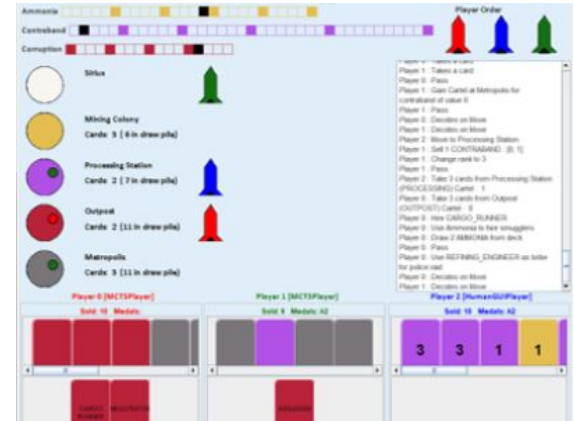 Ammonia
Player Order
Contraband
Corruption
Sirius
Mining Colony
Cards: 5 [ 6 in draw pile]
Processing Station
Cards: 2 [ 7 in draw pile]
Outpost
Cards: 2 [11 in draw pile]
Metropolis
Cards: 5 [11 in draw pile]
Player 1 : Takes a card
Player 0 : Pass
Player 1 : Gain Cartel at Metropolis for
contraband of value 0
Player 1 : Pass
Player 0 : Decides on Move
Player 1 : Decides on Move
Player 2 : Move to Processing Station
Player 1 : Sell 1 CONTRABAND : [0, 1]
Player 1 : Change rank to 3
Player 1 : Pass
Player 2 : Take 3 cards from Processing Station
(PROCESSING) Cartel : 1
Player 0 : Take 3 cards from Outpost
(OUTPOST) Cartel : 0
Player 0 : Hire CARGO_RUNNER
Player 0 : Use Ammonia to hire smugglers
Player 0 : Draw 2 AMMONIA from deck
Player 0 : Pass
Player 0 : Use REFINING_ENGINEER as
for police raid
Player 0 : Decides on Move
Player 1 : Decides on Move
Player 0 [MCTSPlayer]
Player 1 [MCTSPlayer]
Player 2 [HumanGUIPlayer]
Sold: 10 Medals:
Sold: 5 Medals: A2
Sold: 10 Medals: A2
3 3 1 1
CARGO
RUNNER